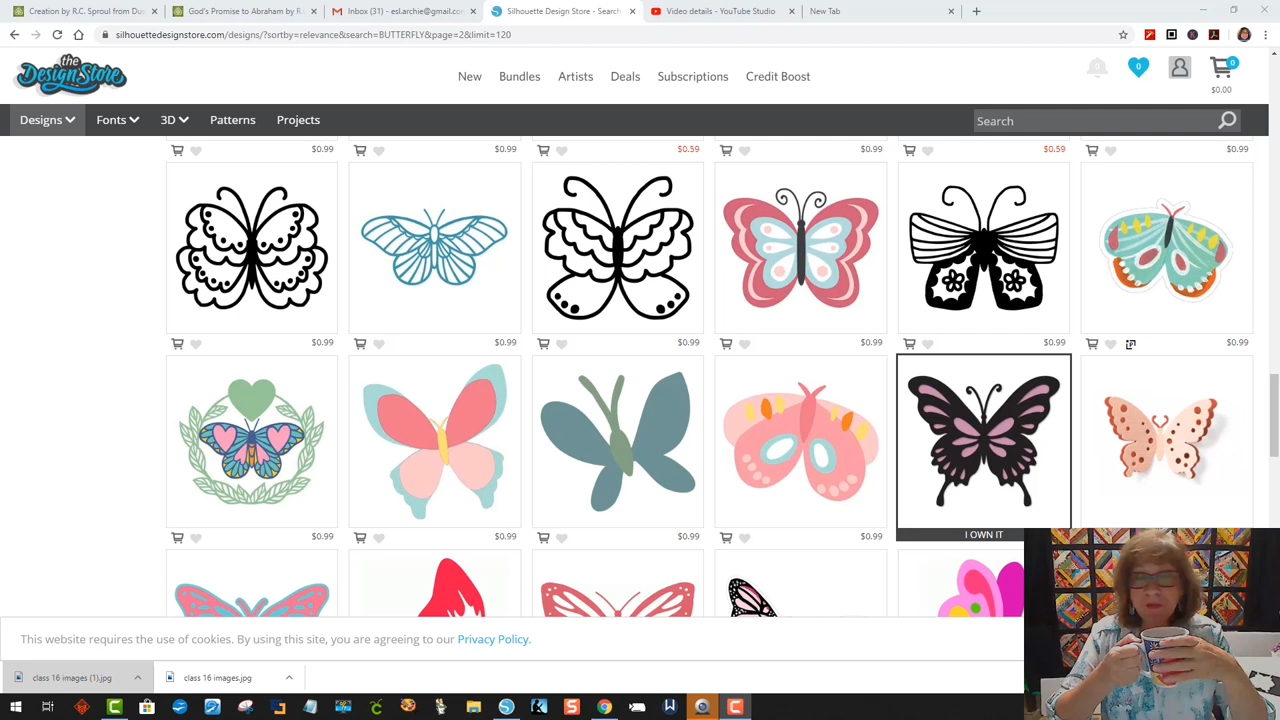 Creation by R.C. Sproul from Dus
God's Promise to Abraham by R.
Inbox (31) - esl.archie@gmail.co
Silhouette Design Store - Search
Video details - YouTube Studio
New Tab
silhouettedesignstore.com/designs/?sortby=relevance&search=BUTTERFLY&page=2&limit=120
the Design Store
New
Bundles
Artists
Deals
Subscriptions
Credit Boost
0
0
0
$0.00
Designs
Fonts
3D
Patterns
Projects
Search
$0.99
$0.99
$0.59
$0.99
$0.59
$0.99
$0.99
$0.99
$0.99
$0.99
$0.99
$0.99
$0.99
$0.99
$0.99
$0.99
I OWN IT
This website requires the use of cookies. By using this site, you are agreeing to our Privacy Policy.
class 16 images (1).jpg
class 16 images.jpg